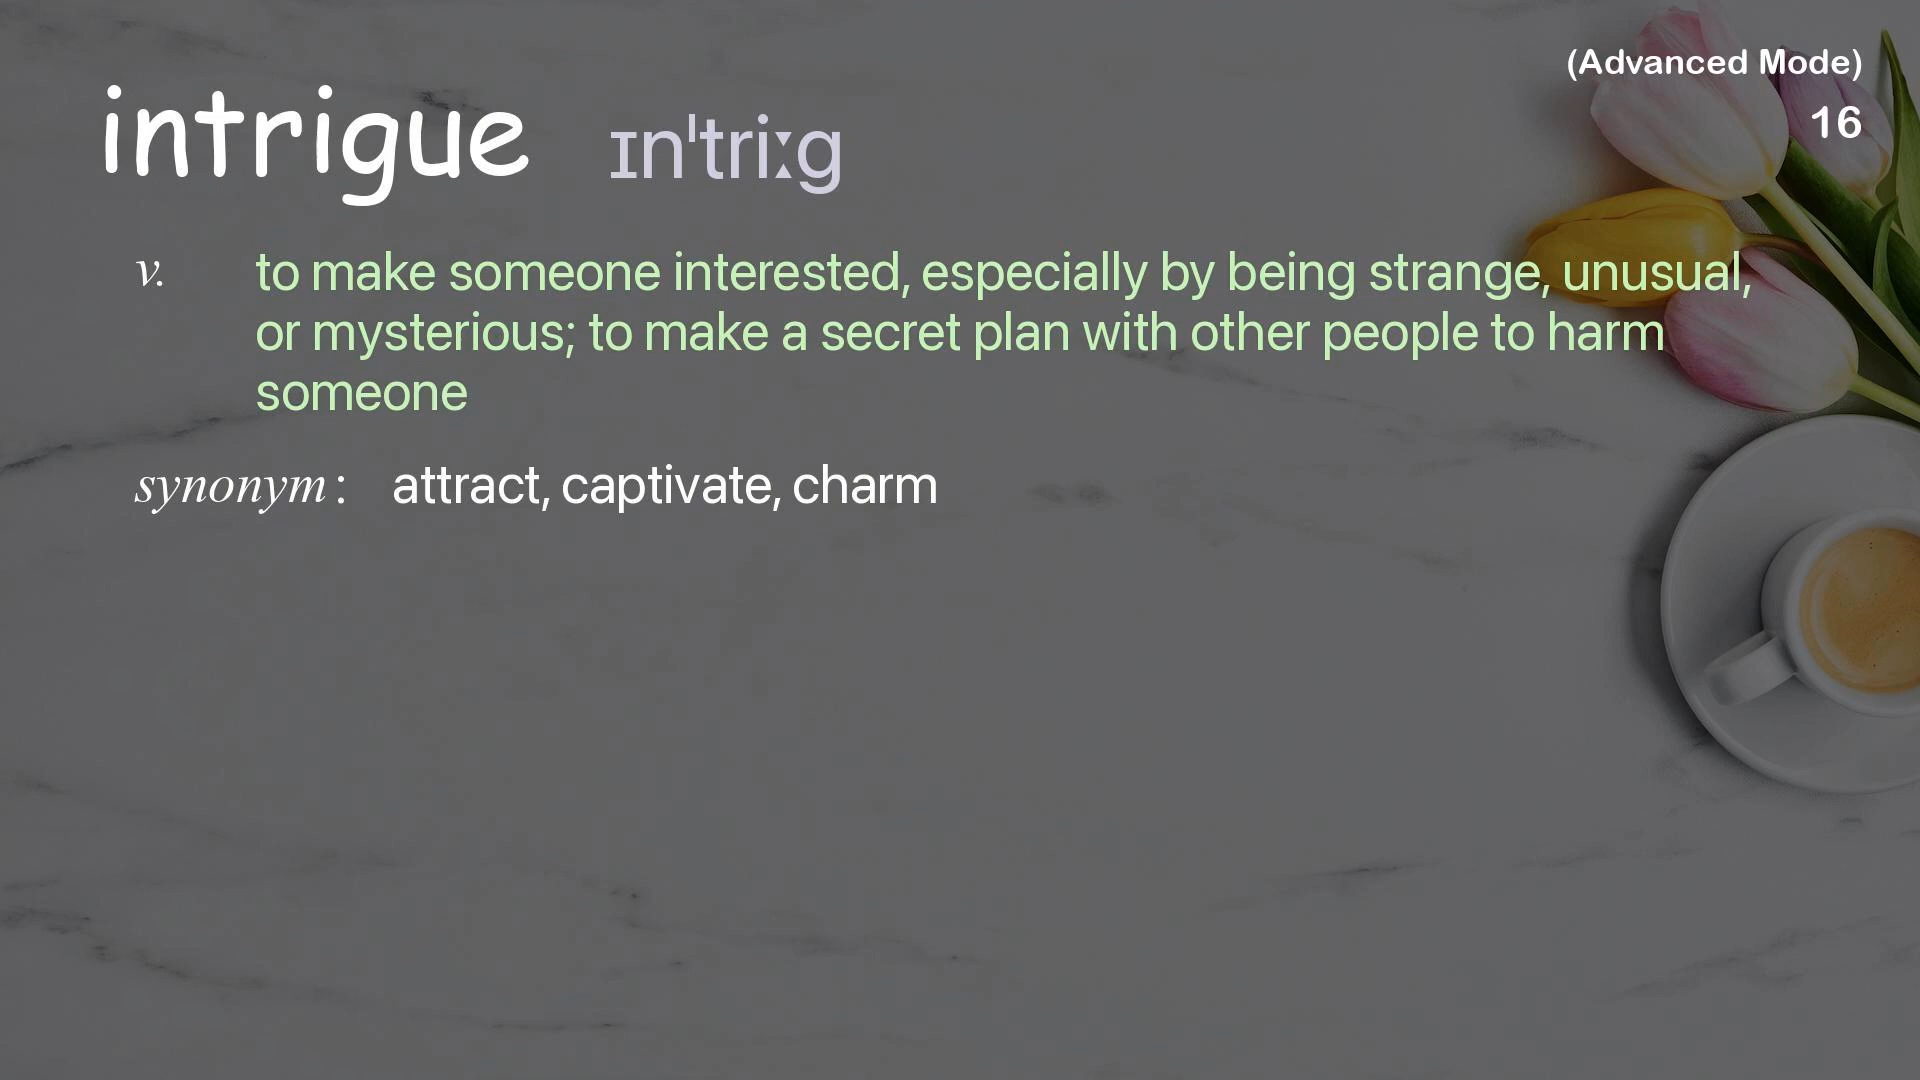 (Advanced Mode)
16
intrigue ɪnˈtriːg
v. to make someone interested, especially by being strange, unusual,
or mysterious; to make a secret plan with other people to harm
someone
synonym : attract, captivate, charm